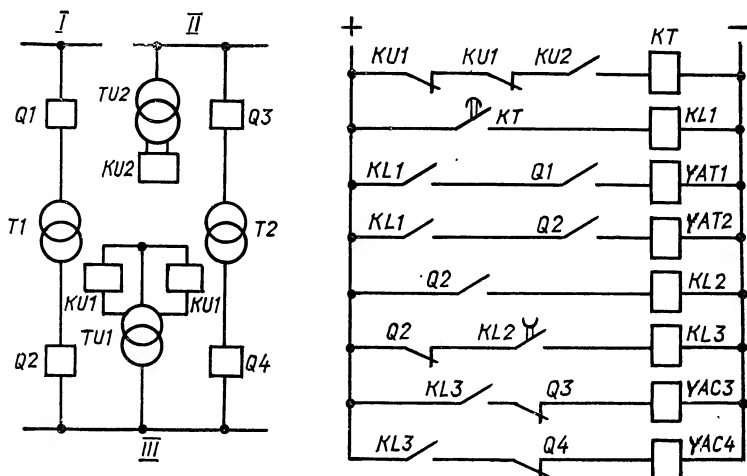 I II
Q1
TU2
Q3
KU2
T1
T2
KU1 KU1
TU1
Q2
Q4
III
+ −
KU1 KU1 KU2 KT
KT KL1
KL1 Q1 YAT1
KL1 Q2 YAT2
Q2 KL2
Q2 KL2 KL3
KL3 Q3 YAC3
KL3 Q4 YAC4